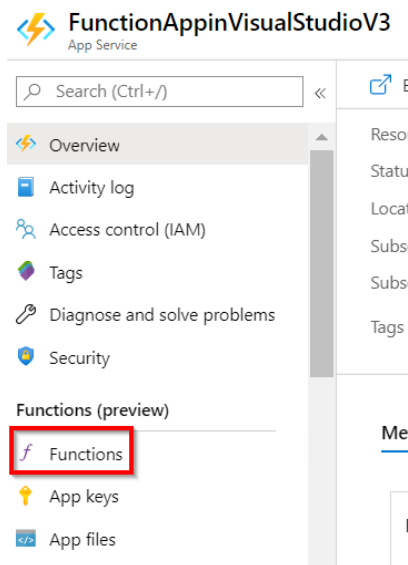 FunctionAppinVisualStudioV3
App Service
Search (Ctrl+/)
«
Overview
Activity log
Access control (IAM)
Tags
Diagnose and solve problems
Security
Functions (preview)
Functions
App keys
App files
Tags